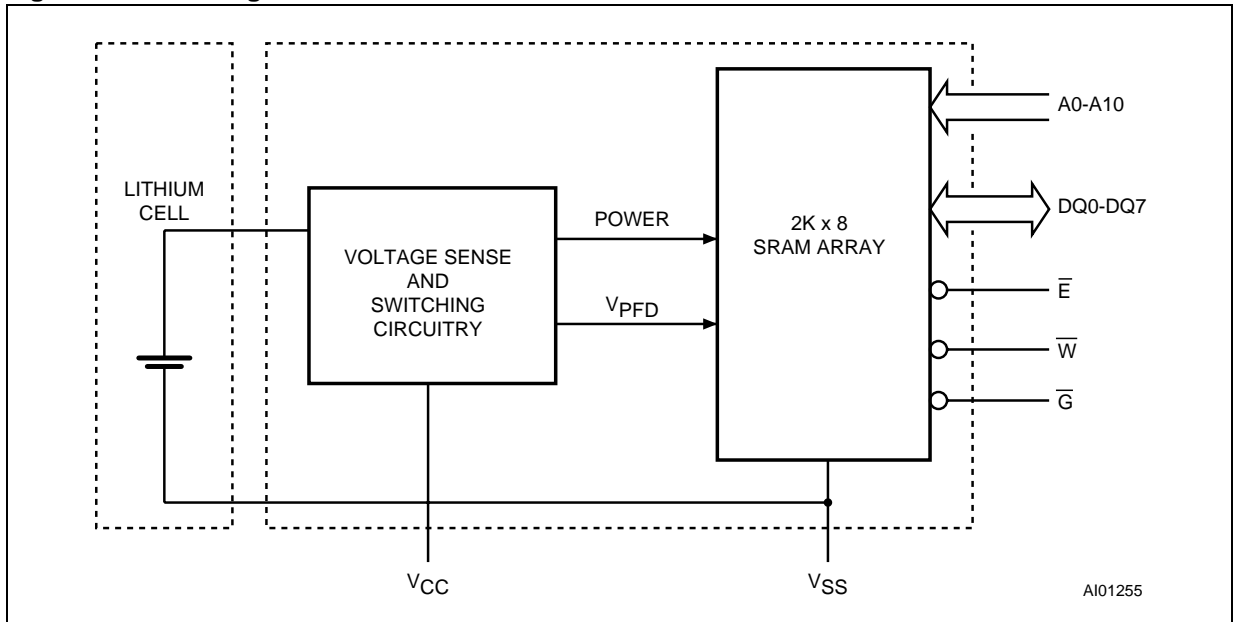 A0-A10
LITHIUM
CELL
POWER
DQ0-DQ7
2K x 8
SRAM ARRAY
VOLTAGE SENSE
AND
SWITCHING
CIRCUITRY
VPFD
E̅
W̅
G̅
VCC
VSS
AI01255